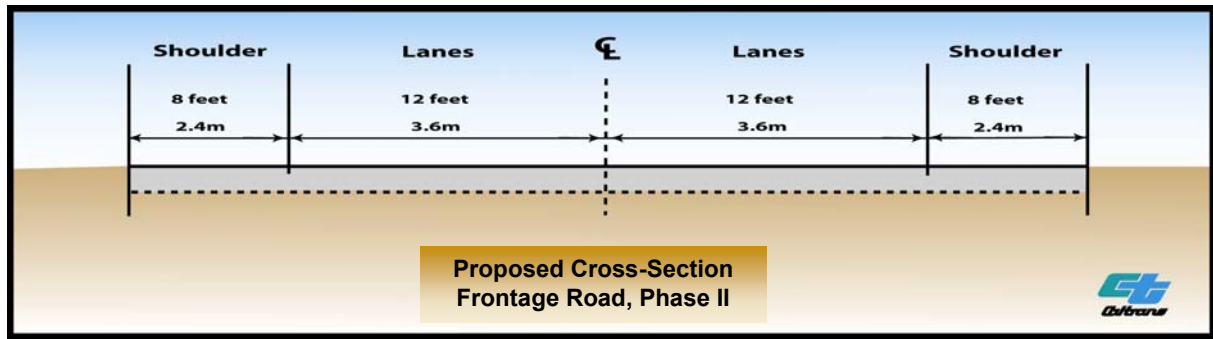 Shoulder Lanes ℄ Lanes Shoulder
8 feet 12 feet 12 feet 8 feet
2.4m 3.6m 3.6m 2.4m
Proposed Cross-Section
Frontage Road, Phase II
Caltrans